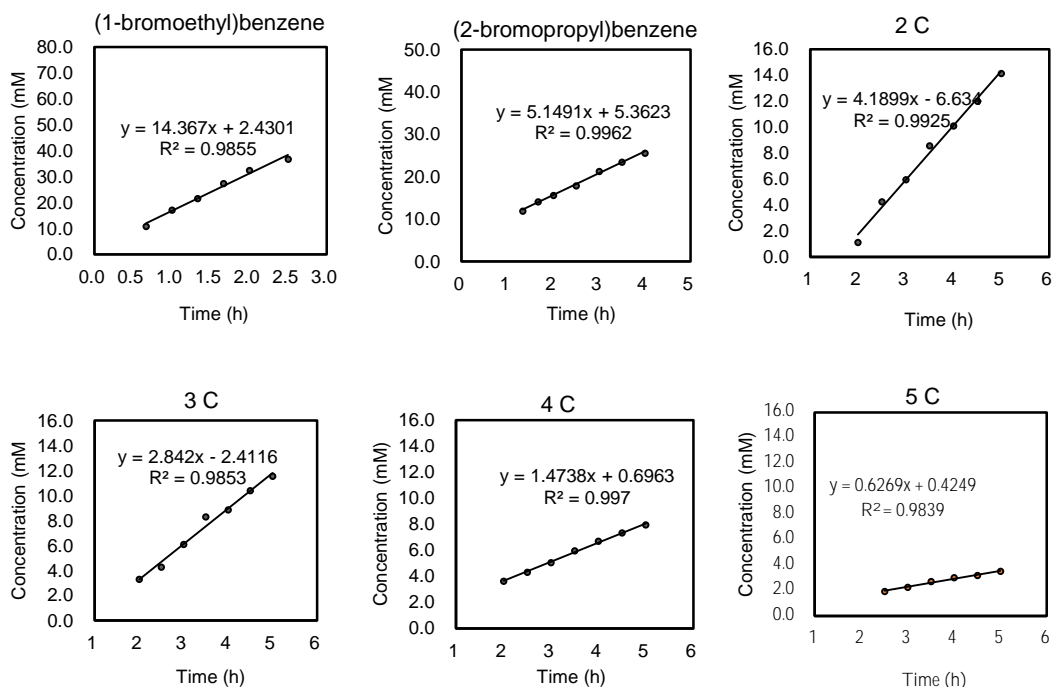 (1-bromoethyl)benzene
80.0
70.0
60.0
50.0
40.0
30.0
20.0
10.0
0.0
Concentration (mM
y = 14.367x + 2.4301
R² = 0.9855
0.0 0.5 1.0 1.5 2.0 2.5 3.0
Time (h)
(2-bromopropyl)benzene
50.0
40.0
30.0
20.0
10.0
0.0
Concentration (mM
y = 5.1491x + 5.3623
R² = 0.9962
0 1 2 3 4 5
Time (h)
2 C
16.0
14.0
12.0
10.0
8.0
6.0
4.0
2.0
0.0
Concentration (mM
y = 4.1899x - 6.634
R² = 0.9925
1 2 3 4 5 6
Time (h)
3 C
16.0
14.0
12.0
10.0
8.0
6.0
4.0
2.0
0.0
Concentration (mM
y = 2.842x - 2.4116
R² = 0.9853
1 2 3 4 5 6
Time (h)
4 C
16.0
14.0
12.0
10.0
8.0
6.0
4.0
2.0
0.0
Concentration (mM)
y = 1.4738x + 0.6963
R² = 0.997
1 2 3 4 5 6
Time (h)
5 C
16.0
14.0
12.0
10.0
8.0
6.0
4.0
2.0
0.0
Concentration (mM)
y = 0.6269x + 0.4249
R² = 0.9839
1 2 3 4 5 6
Time (h)